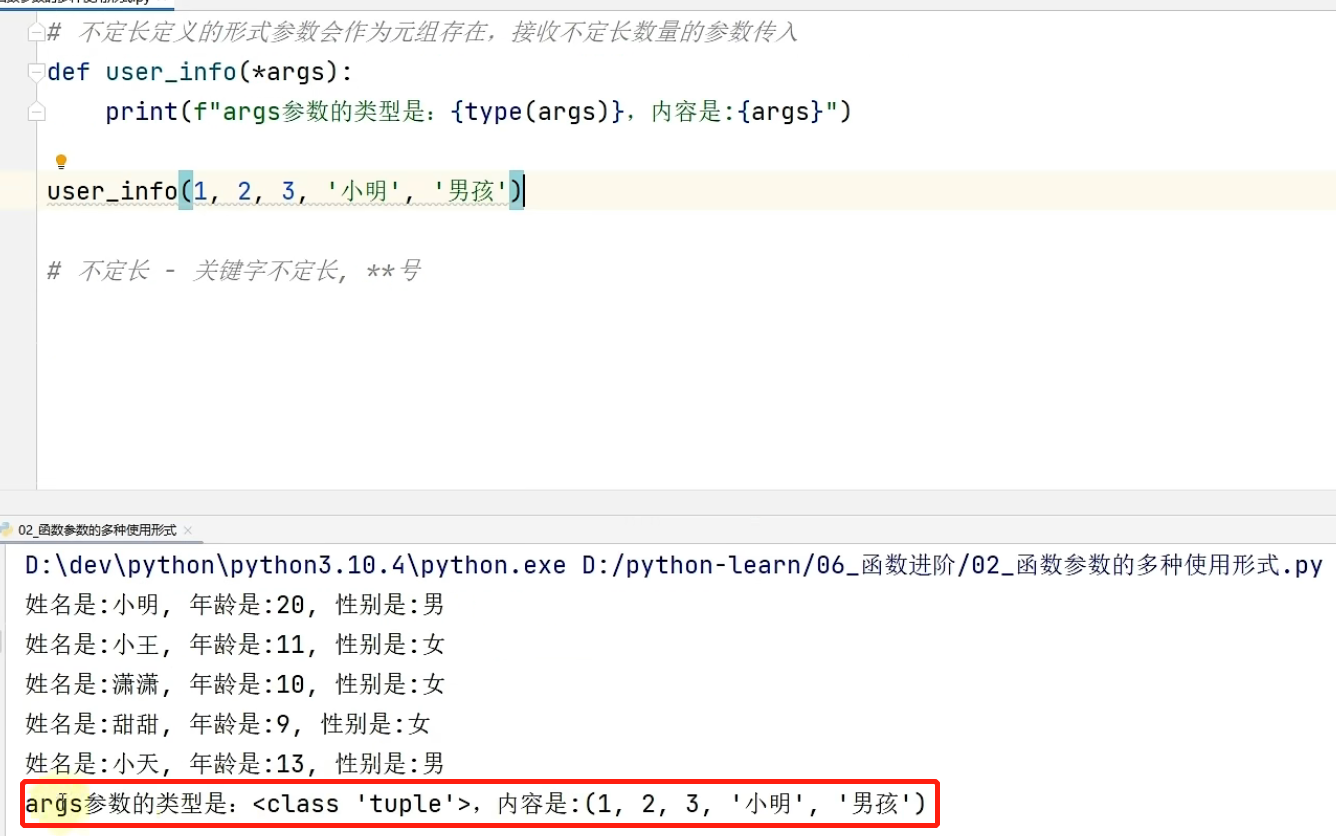 # 不定长定义的形式参数会作为元组存在，接收不定长数量的参数传入
def user_info(*args):
    print(f"args参数的类型是：{type(args)}，内容是:{args}")
user_info(1, 2, 3, '小明', '男孩')
# 不定长 - 关键字不定长, **号
02_函数参数的多种使用形式
D:\dev\python\python3.10.4\python.exe D:/python-learn/06_函数进阶/02_函数参数的多种使用形式.py
姓名是:小明, 年龄是:20, 性别是:男
姓名是:小王, 年龄是:11, 性别是:女
姓名是:潇潇, 年龄是:10, 性别是:女
姓名是:甜甜, 年龄是:9, 性别是:女
姓名是:小天, 年龄是:13, 性别是:男
args参数的类型是：<class 'tuple'>，内容是:(1, 2, 3, '小明', '男孩')